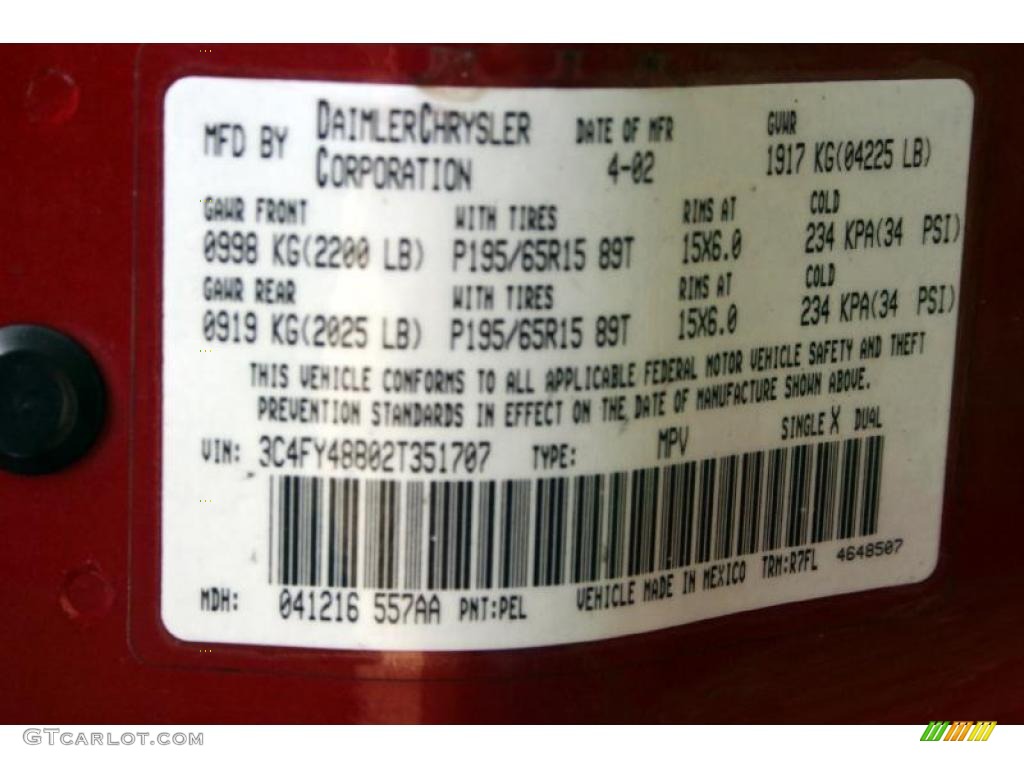 MFD BY DAIMLERCHRYSLER CORPORATION DATE OF MFR 4-02 GVWR 1917 KG(04225 LB)
GAWR FRONT WITH TIRES RIMS AT COLD
0998 KG(2200 LB) P195/65R15 89T 15X6.0 234 KPA(34 PSI)
GAWR REAR WITH TIRES RIMS AT COLD
0919 KG(2025 LB) P195/65R15 89T 15X6.0 234 KPA(34 PSI)
THIS VEHICLE CONFORMS TO ALL APPLICABLE FEDERAL MOTOR VEHICLE SAFETY AND THEFT
PREVENTION STANDARDS IN EFFECT ON THE DATE OF MANUFACTURE SHOWN ABOVE.
VIN: 3C4FY48B02T351707 TYPE: MPV SINGLE X DUAL
MDH: 041216 557AA PNT:PEL VEHICLE MADE IN MEXICO TRM:R7FL 4648507
GTCARLOT.COM